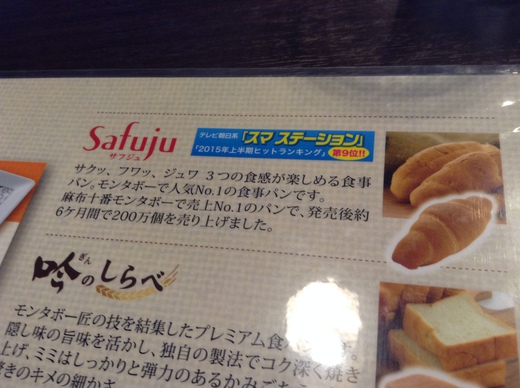 Safuju
サフジュ
テレビ朝日系「スマ ステーション」
「2015年上半期ヒットランキング」 第9位!!
サクッ、フワッ、ジュワ 3つの食感が楽しめる食事
パン。モンタボーで人気No.1の食事パンです。
麻布十番モンタボーで売上No.1のパンで、発売後約
6ケ月間で200万個を売り上げました。
ぎん
吟のしらべ
モンタボー匠の技を結集したプレミアム食
隠し味の旨味を活かし、独自の製法でコク深く焼き
上げ、ミミはしっかりと弾力のあるかみご
きのキメの細かさ